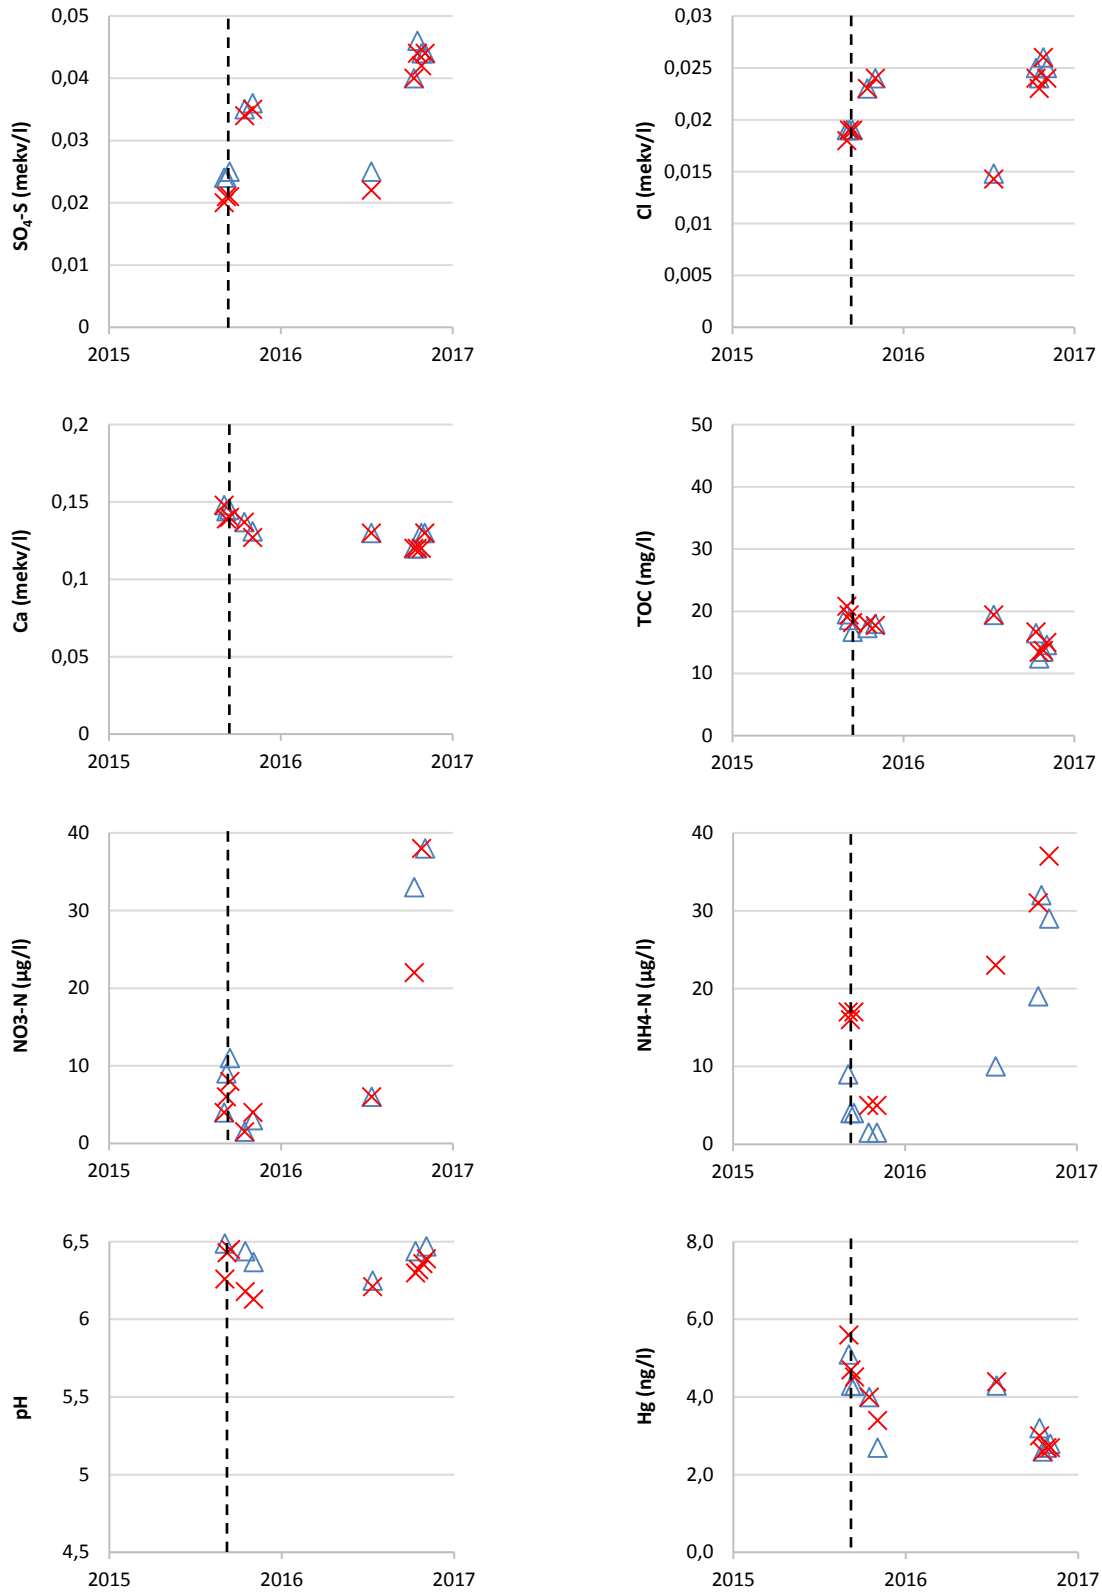 0,05
0,04
0,03
0,02
0,01
0
SO₄-S (mekv/l)
2015 2016 2017
0,03
0,025
0,02
0,015
0,01
0,005
0
Cl (mekv/l)
2015 2016 2017
0,2
0,15
0,1
0,05
0
Ca (mekv/l)
2015 2016 2017
50
40
30
20
10
0
TOC (mg/l)
2015 2016 2017
40
30
20
10
0
NO3-N (µg/l)
2015 2016 2017
40
30
20
10
0
NH4-N (µg/l)
2015 2016 2017
6,5
6
5,5
5
4,5
pH
2015 2016 2017
8,0
6,0
4,0
2,0
0,0
Hg (ng/l)
2015 2016 2017